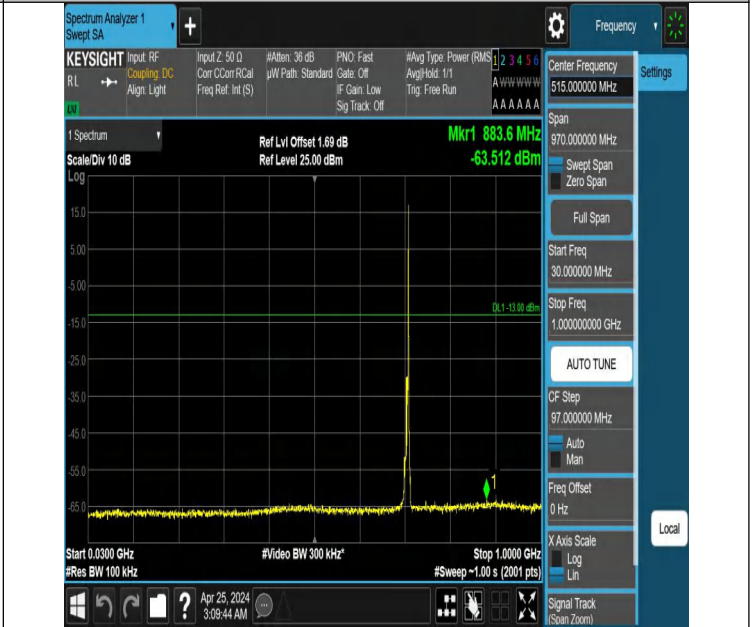 Spectrum Analyzer 1
Swept SA
+
Frequency
KEYSIGHT
RL
Input: RF
Coupling: DC
Align: Light
Input Z: 50 Ω
Corr CCorr RCal
Freq Ref: Int (S)
#Atten: 36 dB
µW Path: Standard
PNO: Fast
Gate: Off
IF Gain: Low
Sig Track: Off
#Avg Type: Power (RMS
Avg|Hold: 1/1
Trig: Free Run
1 2 3 4 5 6
A W W W W W
A A A A A A
1 Spectrum
Scale/Div 10 dB
Log
Ref Lvl Offset 1.69 dB
Ref Level 25.00 dBm
Mkr1 883.6 MHz
-63.512 dBm
15.0
5.00
-5.00
-15.0
-25.0
-35.0
-45.0
-55.0
-65.0
DL1 -13.00 dBm
1
Start 0.0300 GHz
#Res BW 100 kHz
#Video BW 300 kHz*
Stop 1.0000 GHz
#Sweep ~1.00 s (2001 pts)
?
Apr 25, 2024
3:09:44 AM
Center Frequency
515.000000 MHz
Span
970.000000 MHz
Swept Span
Zero Span
Full Span
Start Freq
30.000000 MHz
Stop Freq
1.000000000 GHz
AUTO TUNE
CF Step
97.000000 MHz
Auto
Man
Freq Offset
0 Hz
X Axis Scale
Log
Lin
Signal Track
(Span Zoom)
Settings
Local